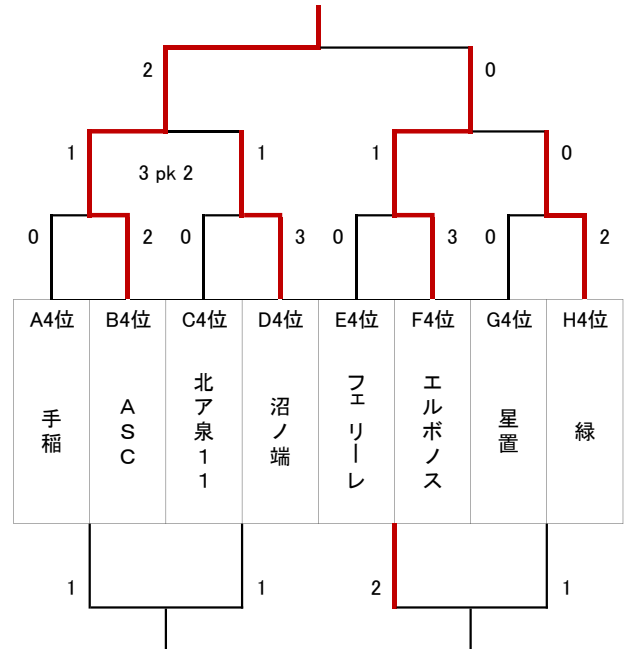 2 0
1 1 1 0
3 pk 2
0 2 0 3 0 3 0 2
A4位 B4位 C4位 D4位 E4位 F4位 G4位 H4位
手稲
ＡＳＣ
北ア泉１１
沼ノ端
フェリーレ
エルボノス
星置
緑
1 1 2 1